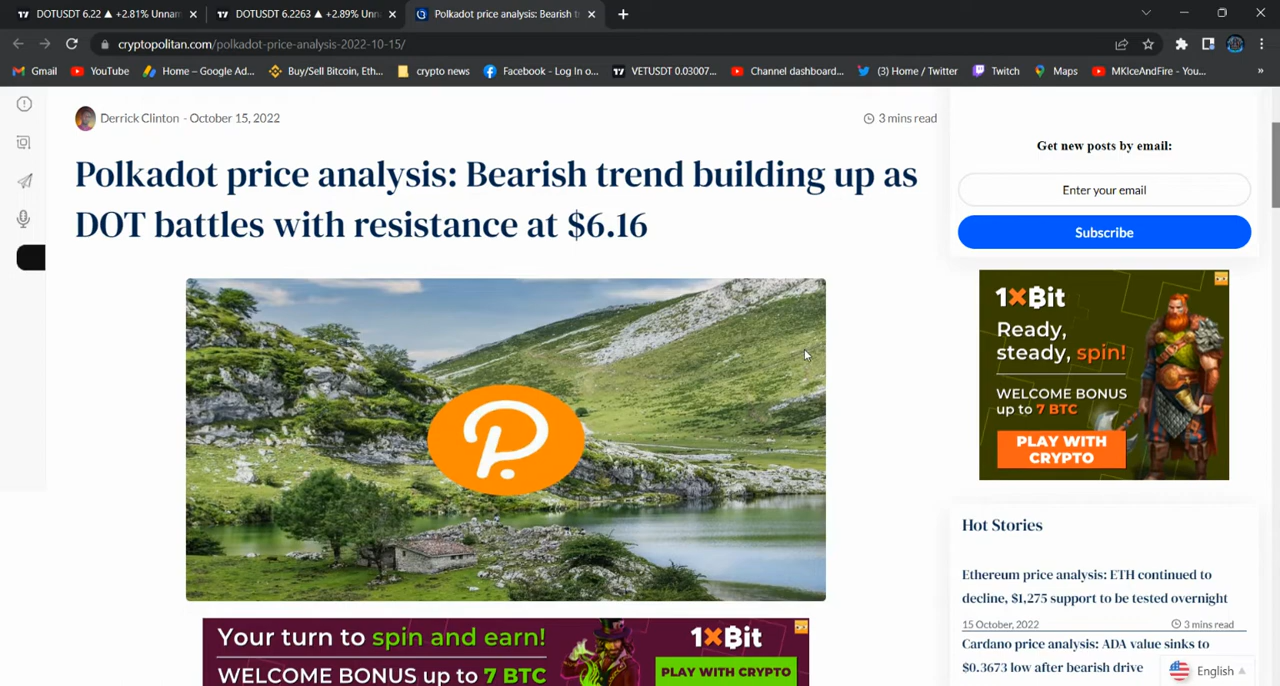 DOTUSDT 6.22 ▲ +2.81% Unnam
DOTUSDT 6.2263 ▲ +2.89% Unn
Polkadot price analysis: Bearish tr
cryptopolitan.com/polkadot-price-analysis-2022-10-15/
Gmail
YouTube
Home – Google Ad...
Buy/Sell Bitcoin, Eth...
crypto news
Facebook - Log In o...
VETUSDT 0.03007...
Channel dashboard...
(3) Home / Twitter
Twitch
Maps
MKIceAndFire - You...
»
Derrick Clinton - October 15, 2022
3 mins read
Polkadot price analysis: Bearish trend building up as
DOT battles with resistance at $6.16
Your turn to spin and earn!
WELCOME BONUS up to 7 BTC
1×Bit
PLAY WITH CRYPTO
Get new posts by email:
Enter your email
Subscribe
1×Bit
Ready,
steady, spin!
WELCOME BONUS
up to 7 BTC
PLAY WITH
CRYPTO
Hot Stories
Ethereum price analysis: ETH continued to
decline, $1,275 support to be tested overnight
15 October, 2022
3 mins read
Cardano price analysis: ADA value sinks to
$0.3673 low after bearish drive
English